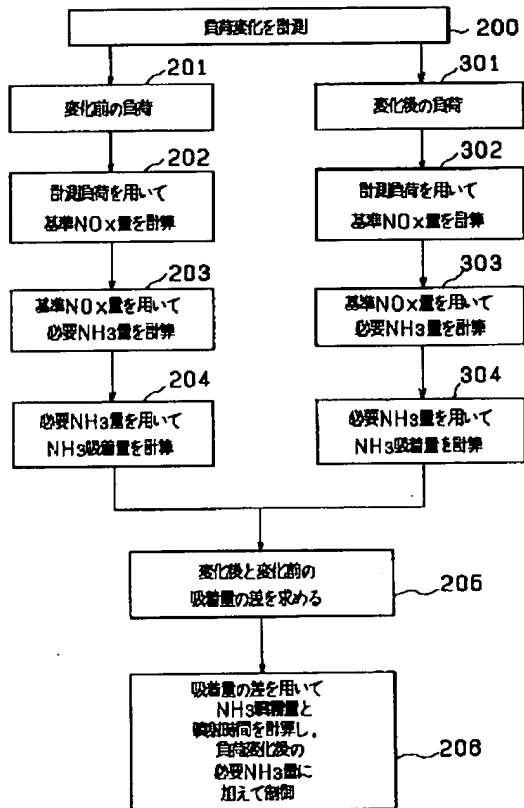 負荷変化を計測
200
201
301
変化前の負荷
変化後の負荷
202
302
計測負荷を用いて
基準NOx量を計算
計測負荷を用いて
基準NOx量を計算
203
303
基準NOx量を用いて
必要NH3量を計算
基準NOx量を用いて
必要NH3量を計算
204
304
必要NH3量を用いて
NH3吸着量を計算
必要NH3量を用いて
NH3吸着量を計算
変化後と変化前の
吸着量の差を求める
206
吸着量の差を用いて
NH3噴霧量と
噴射時間を計算し,
負荷変化後の
必要NH3量に
加えて制御
208